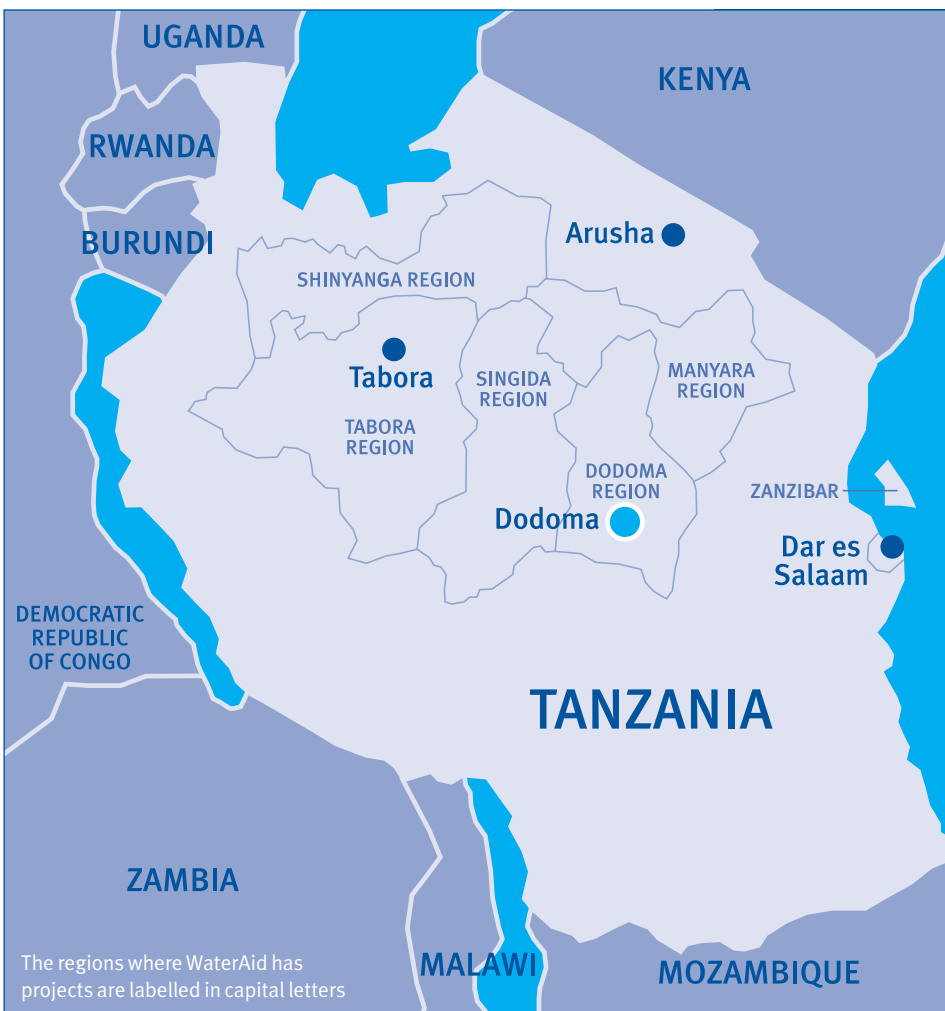 UGANDA
KENYA
RWANDA
BURUNDI
Arusha
SHINYANGA REGION
Tabora
SINGIDA
REGION
MANYARA
REGION
TABORA
REGION
DODOMA
REGION
ZANZIBAR
Dodoma
Dar es
Salaam
DEMOCRATIC
REPUBLIC
OF CONGO
TANZANIA
ZAMBIA
The regions where WaterAid has
projects are labelled in capital letters
MALAWI
MOZAMBIQUE